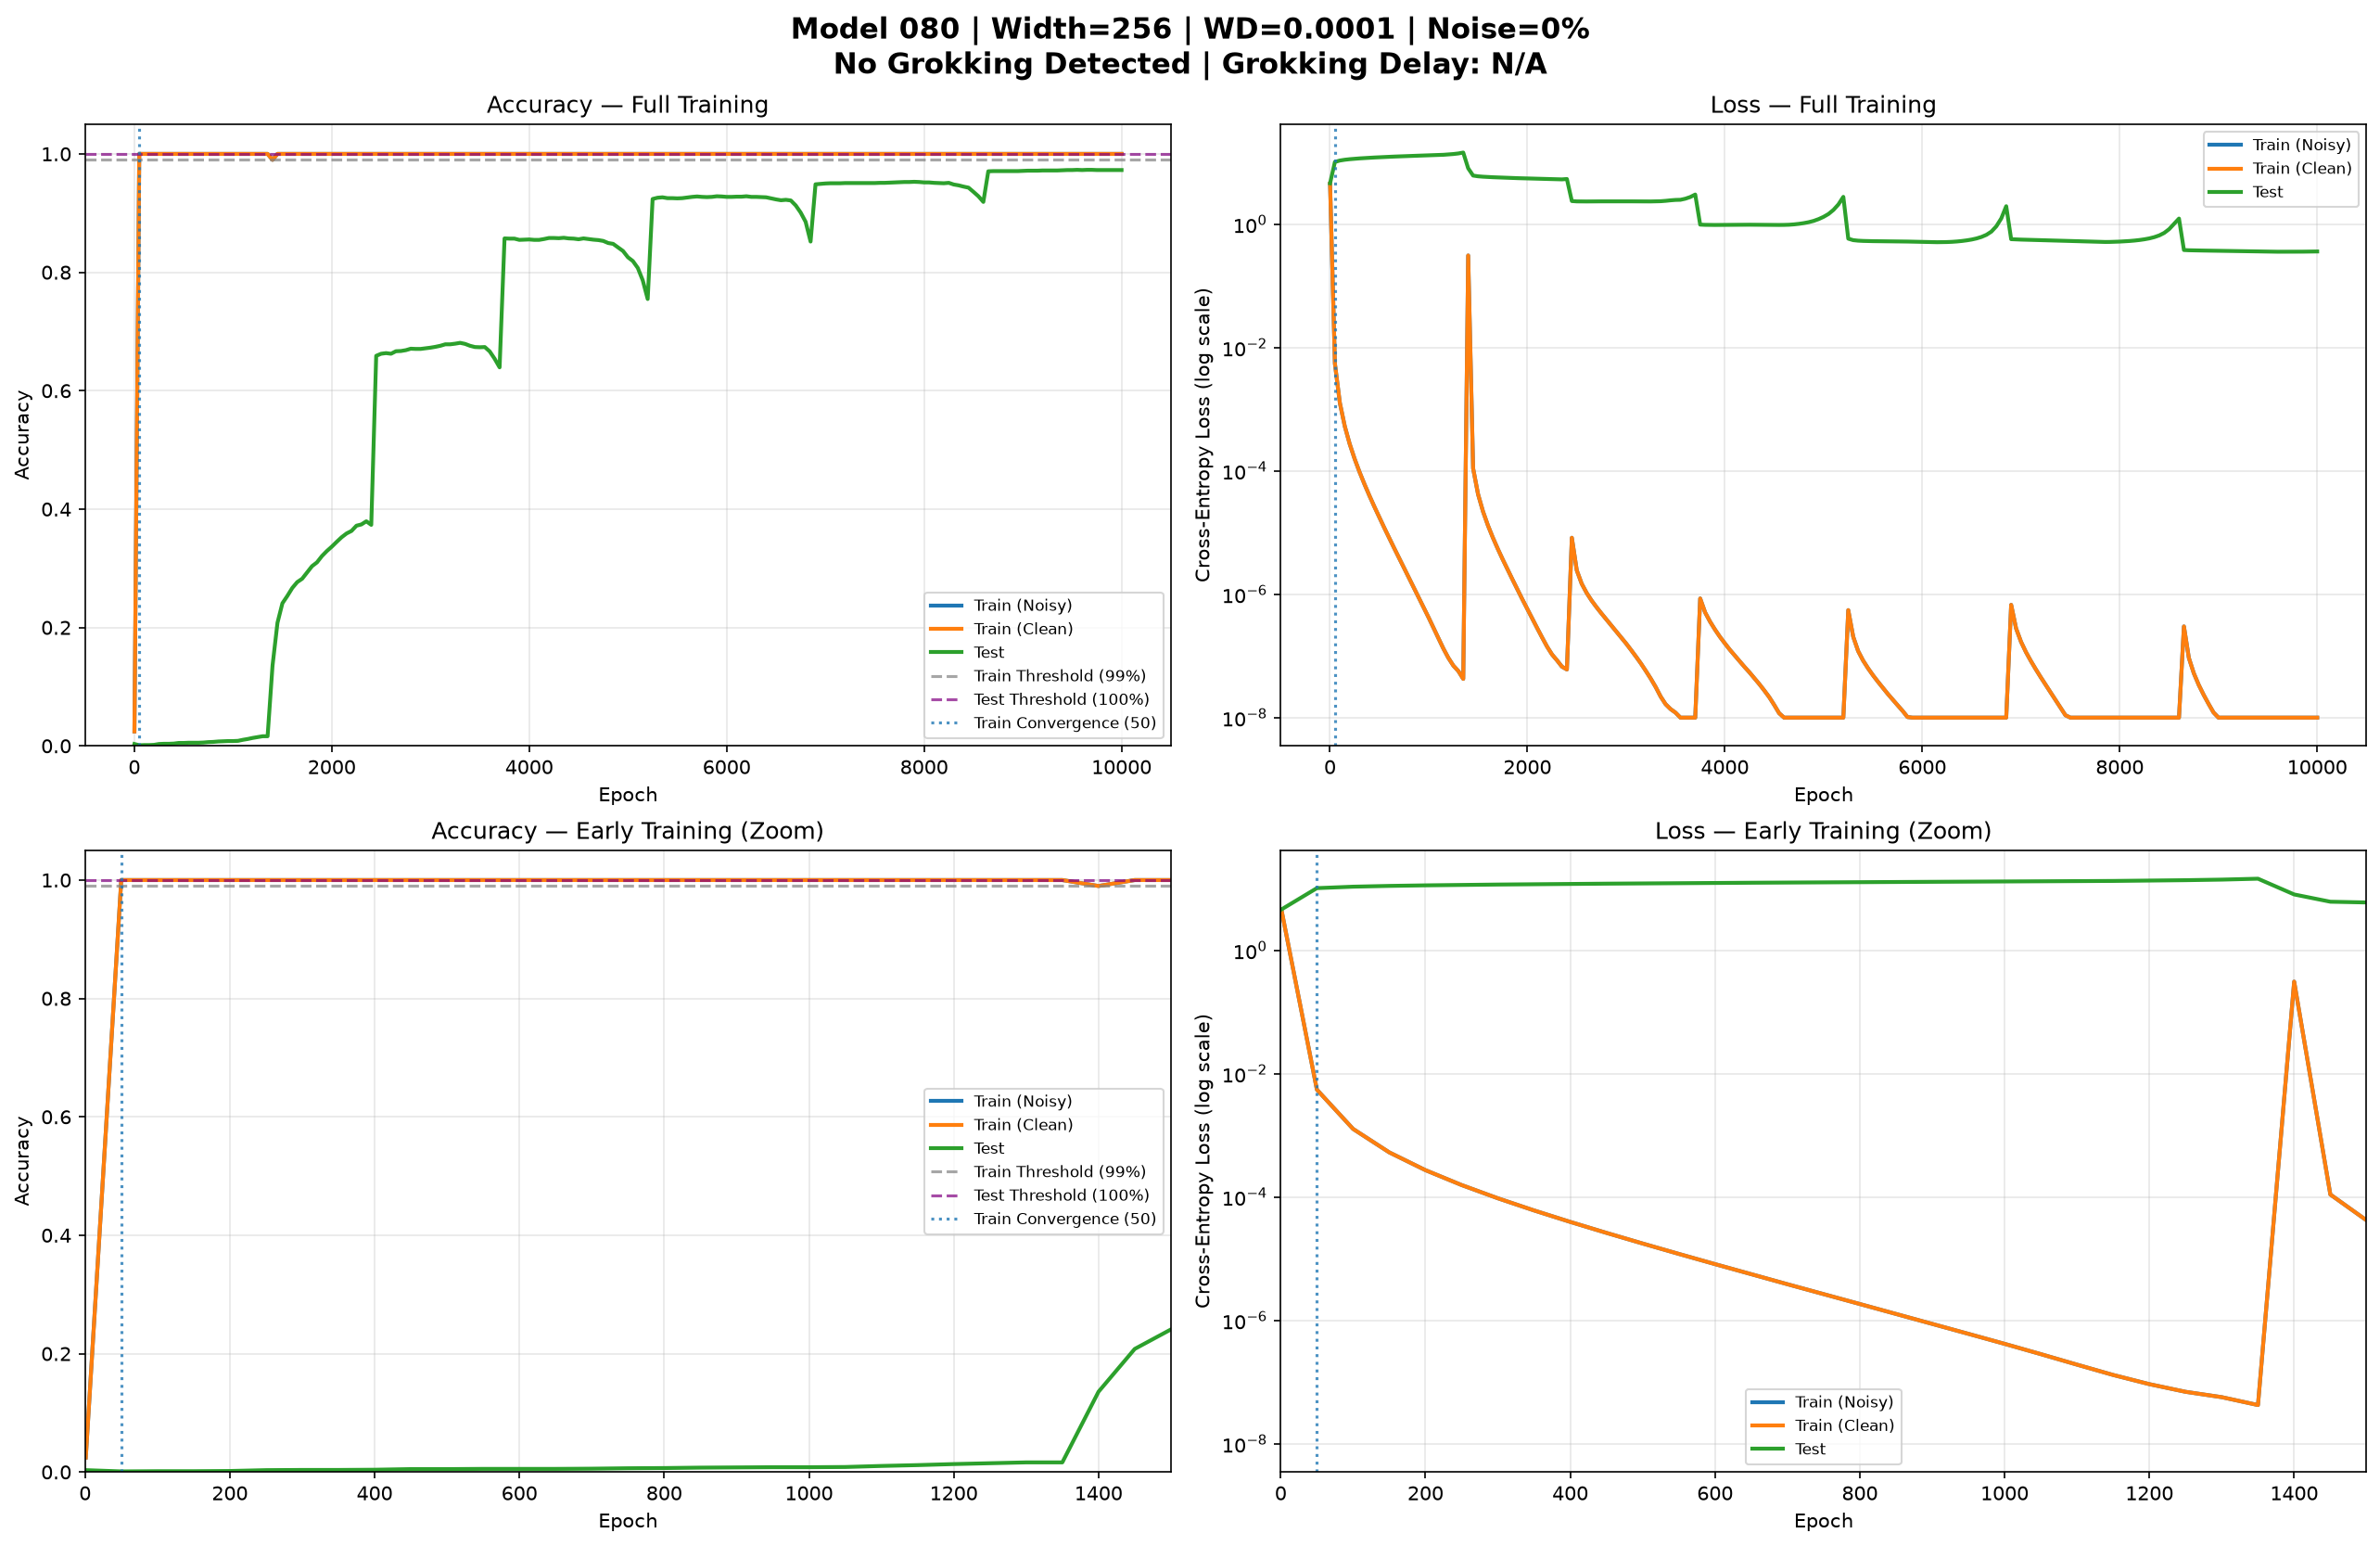 Model 080 | Width=256 | WD=0.0001 | Noise=0%
No Grokking Detected | Grokking Delay: N/A
Accuracy — Full Training
1.0
0.8
0.6
0.4
0.2
0.0
Accuracy
0 2000 4000 6000 8000 10000
Epoch
Train (Noisy)
Train (Clean)
Test
Train Threshold (99%)
Test Threshold (100%)
Train Convergence (50)
Loss — Full Training
10⁰
10⁻²
10⁻⁴
10⁻⁶
10⁻⁸
Cross-Entropy Loss (log scale)
0 2000 4000 6000 8000 10000
Epoch
Train (Noisy)
Train (Clean)
Test
Accuracy — Early Training (Zoom)
1.0
0.8
0.6
0.4
0.2
0.0
Accuracy
0 200 400 600 800 1000 1200 1400
Epoch
Train (Noisy)
Train (Clean)
Test
Train Threshold (99%)
Test Threshold (100%)
Train Convergence (50)
Loss — Early Training (Zoom)
10⁰
10⁻²
10⁻⁴
10⁻⁶
10⁻⁸
Cross-Entropy Loss (log scale)
0 200 400 600 800 1000 1200 1400
Epoch
Train (Noisy)
Train (Clean)
Test